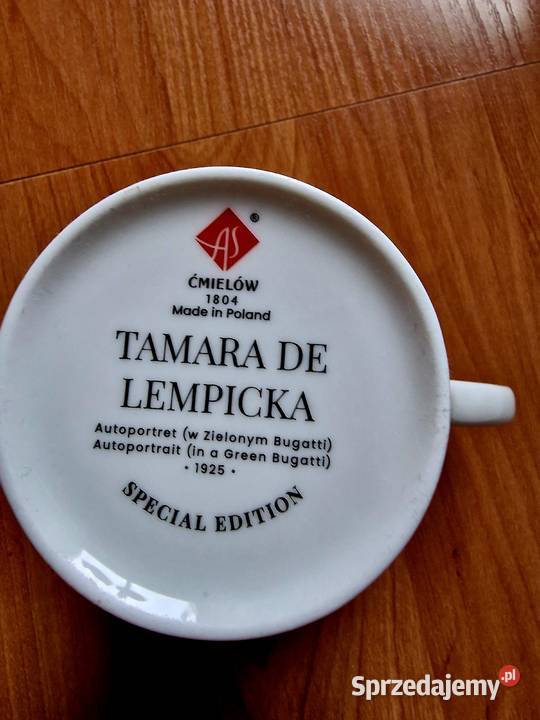 AS ®
ĆMIELÓW
1804
Made in Poland
TAMARA DE
LEMPICKA
Autoportret (w Zielonym Bugatti)
Autoportrait (in a Green Bugatti)
• 1925 •
SPECIAL EDITION
Sprzedajemy.pl